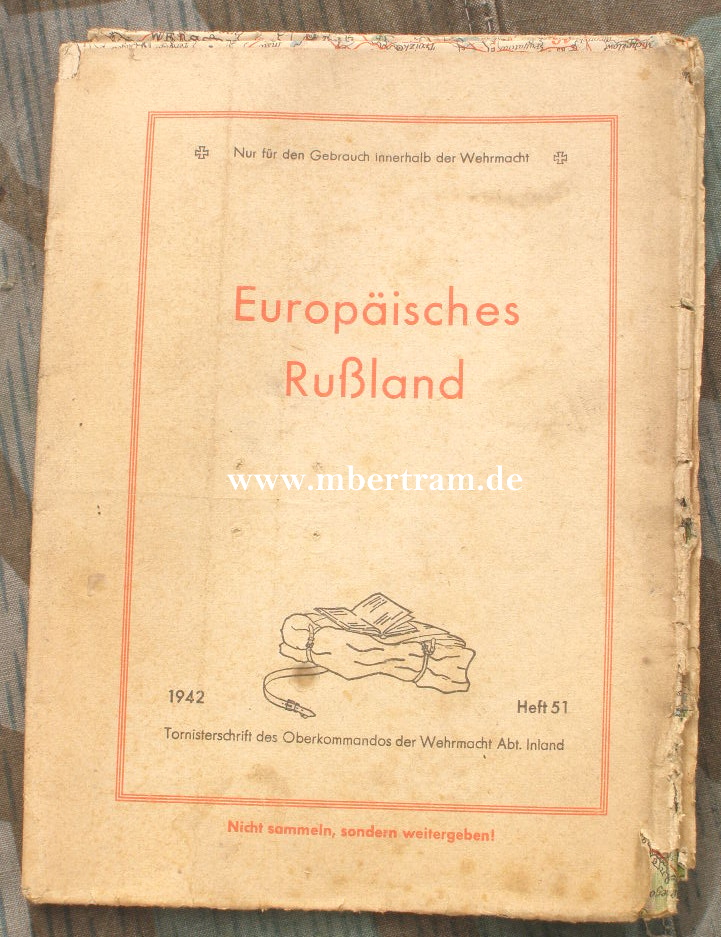 Nur für den Gebrauch innerhalb der Wehrmacht
Europäisches
Rußland
www.mbertram.de
1942
Heft 51
Tornisterschrift des Oberkommandos der Wehrmacht Abt. Inland
Nicht sammeln, sondern weitergeben!